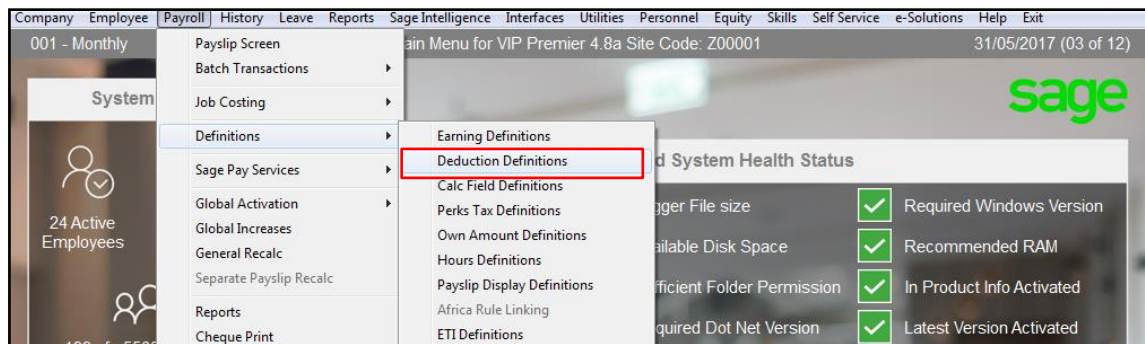 Company Employee Payroll History Leave Reports Sage Intelligence Interfaces Utilities Personnel Equity Skills Self Service e-Solutions Help Exit
001 - Monthly
ain Menu for VIP Premier 4.8a Site Code: Z00001
31/05/2017 (03 of 12)
System
sage
Payslip Screen
Batch Transactions
Job Costing
Definitions
Sage Pay Services
Global Activation
Global Increases
General Recalc
Separate Payslip Recalc
Reports
Cheque Print
Earning Definitions
Deduction Definitions
Calc Field Definitions
Perks Tax Definitions
Own Amount Definitions
Hours Definitions
Payslip Display Definitions
Africa Rule Linking
ETI Definitions
24 Active
Employees
d System Health Status
gger File size
Required Windows Version
ailable Disk Space
Recommended RAM
fficient Folder Permission
In Product Info Activated
quired Dot Net Version
Latest Version Activated